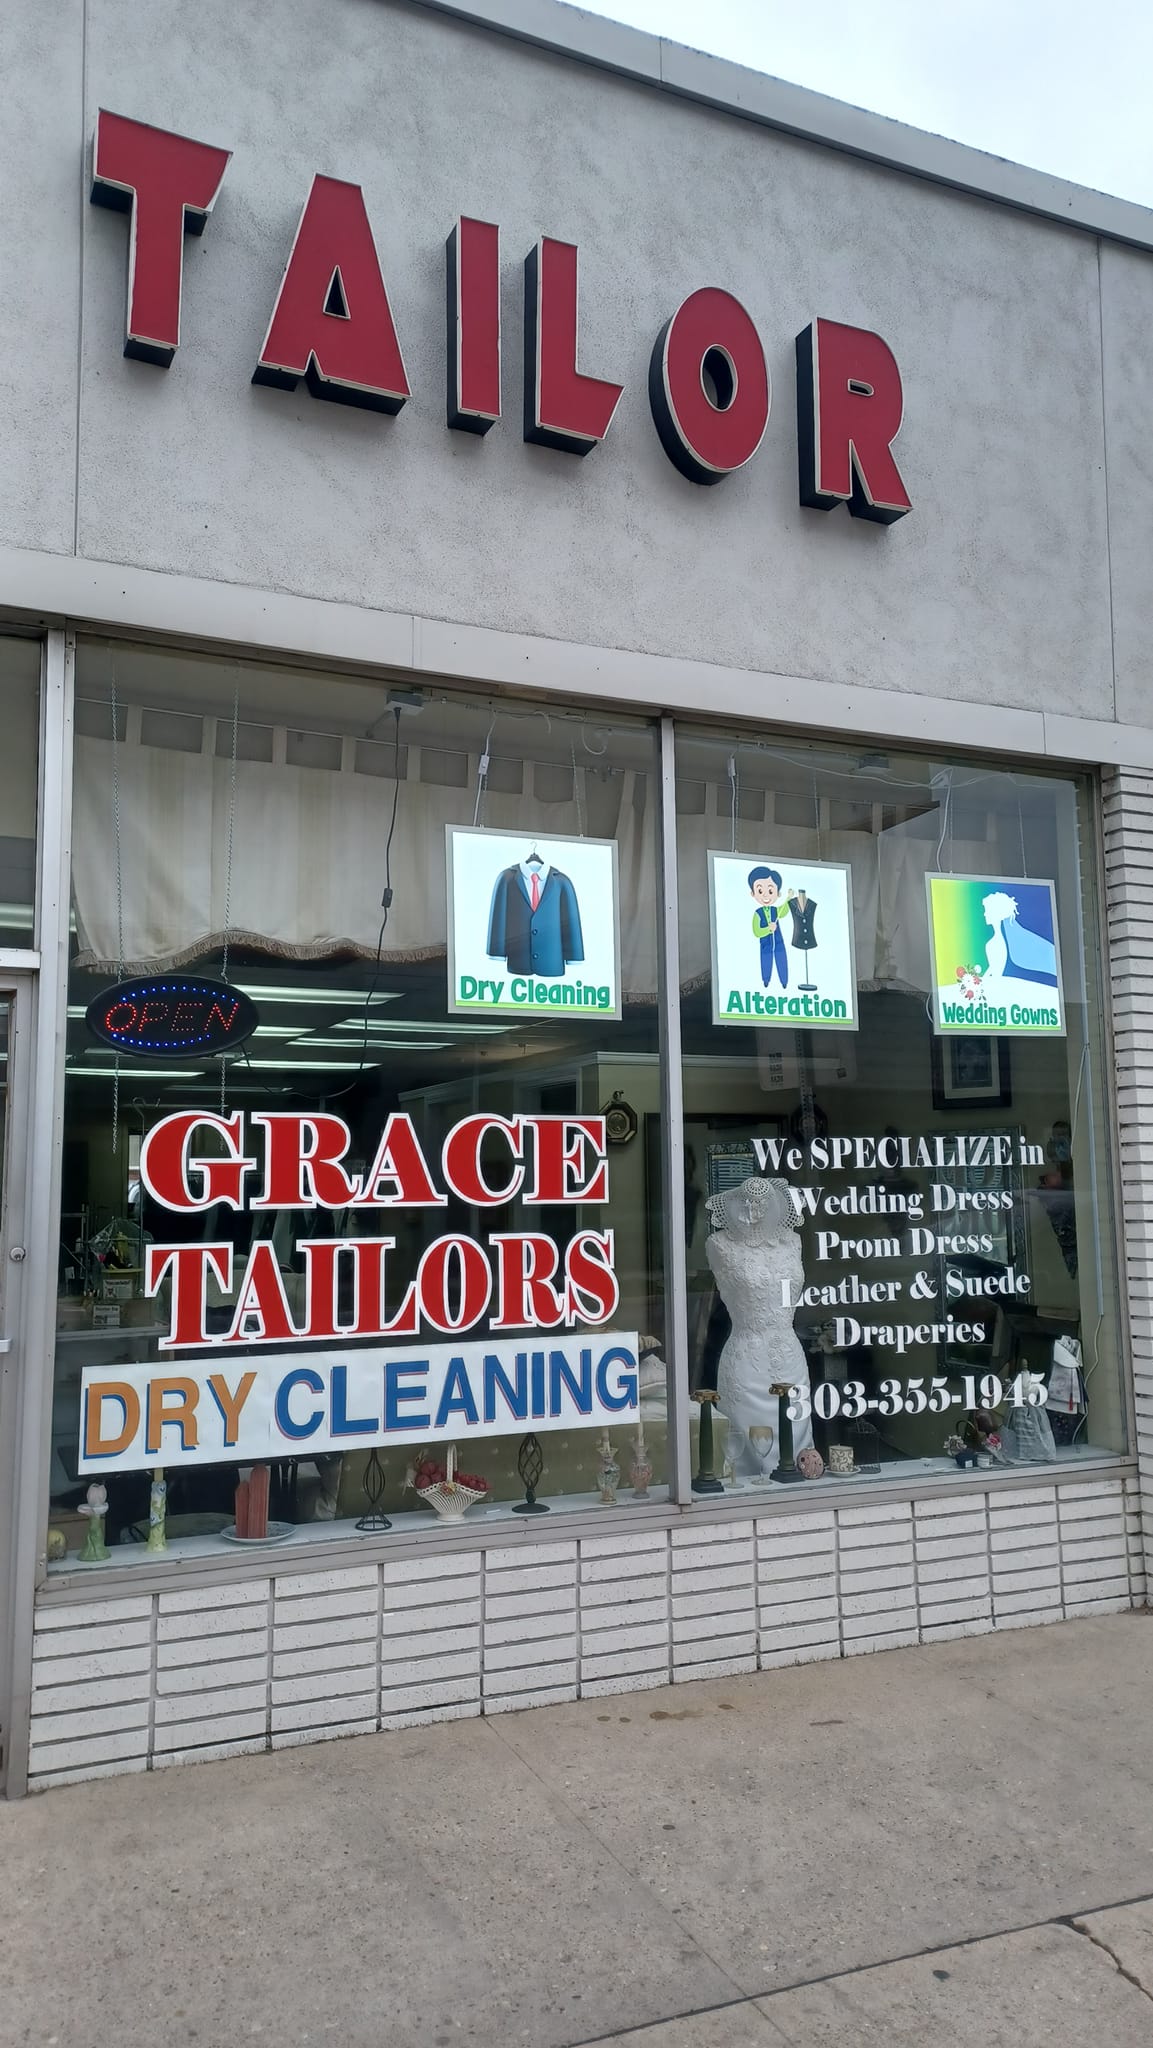 TAILOR
Dry Cleaning
Alteration
Wedding Gowns
OPEN
GRACE
TAILORS
DRY CLEANING
We SPECIALIZE in
Wedding Dress
Prom Dress
Leather & Suede
Draperies
303-355-1945